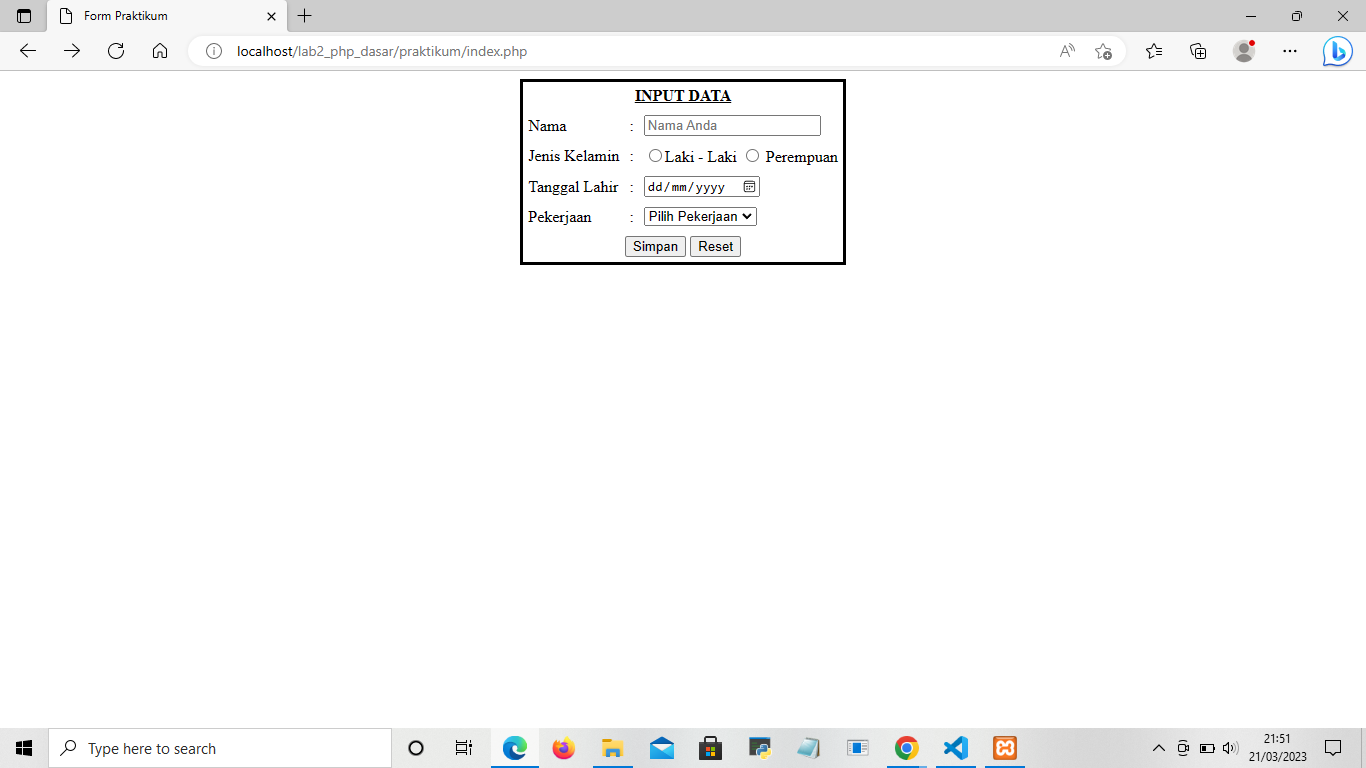 Form Praktikum
localhost/lab2_php_dasar/praktikum/index.php
INPUT DATA
Nama : Nama Anda
Jenis Kelamin : Laki - Laki Perempuan
Tanggal Lahir : dd/mm/yyyy
Pekerjaan : Pilih Pekerjaan
Simpan Reset
Type here to search
21:51
21/03/2023